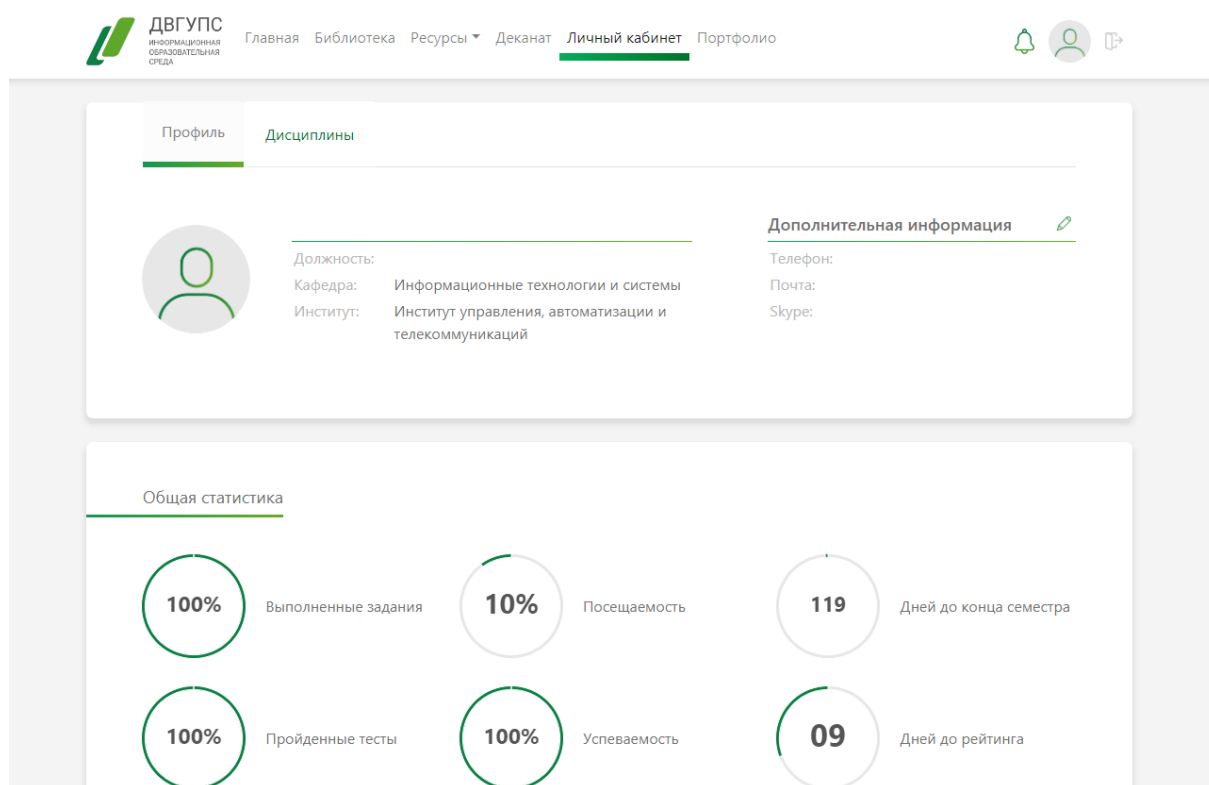 ДВГУПС
ИНФОРМАЦИОННАЯ
ОБРАЗОВАТЕЛЬНАЯ
СРЕДА
Главная Библиотека Ресурсы Деканат Личный кабинет Портфолио
Профиль Дисциплины
Дополнительная информация
Должность:
Кафедра: Информационные технологии и системы
Институт: Институт управления, автоматизации и
телекоммуникаций
Телефон:
Почта:
Skype:
Общая статистика
100% Выполненные задания
10% Посещаемость
119 Дней до конца семестра
100% Пройденные тесты
100% Успеваемость
09 Дней до рейтинга